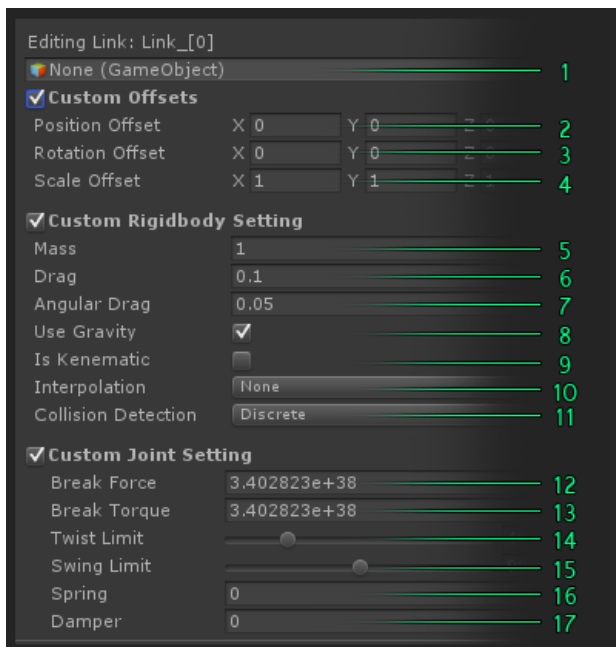 Editing Link: Link_[0]
None (GameObject) 1
Custom Offsets
Position Offset X 0 Y 0 Z 0 2
Rotation Offset X 0 Y 0 Z 0 3
Scale Offset X 1 Y 1 Z 1 4
Custom Rigidbody Setting
Mass 1 5
Drag 0.1 6
Angular Drag 0.05 7
Use Gravity 8
Is Kenematic 9
Interpolation None 10
Collision Detection Discrete 11
Custom Joint Setting
Break Force 3.402823e+38 12
Break Torque 3.402823e+38 13
Twist Limit 14
Swing Limit 15
Spring 0 16
Damper 0 17